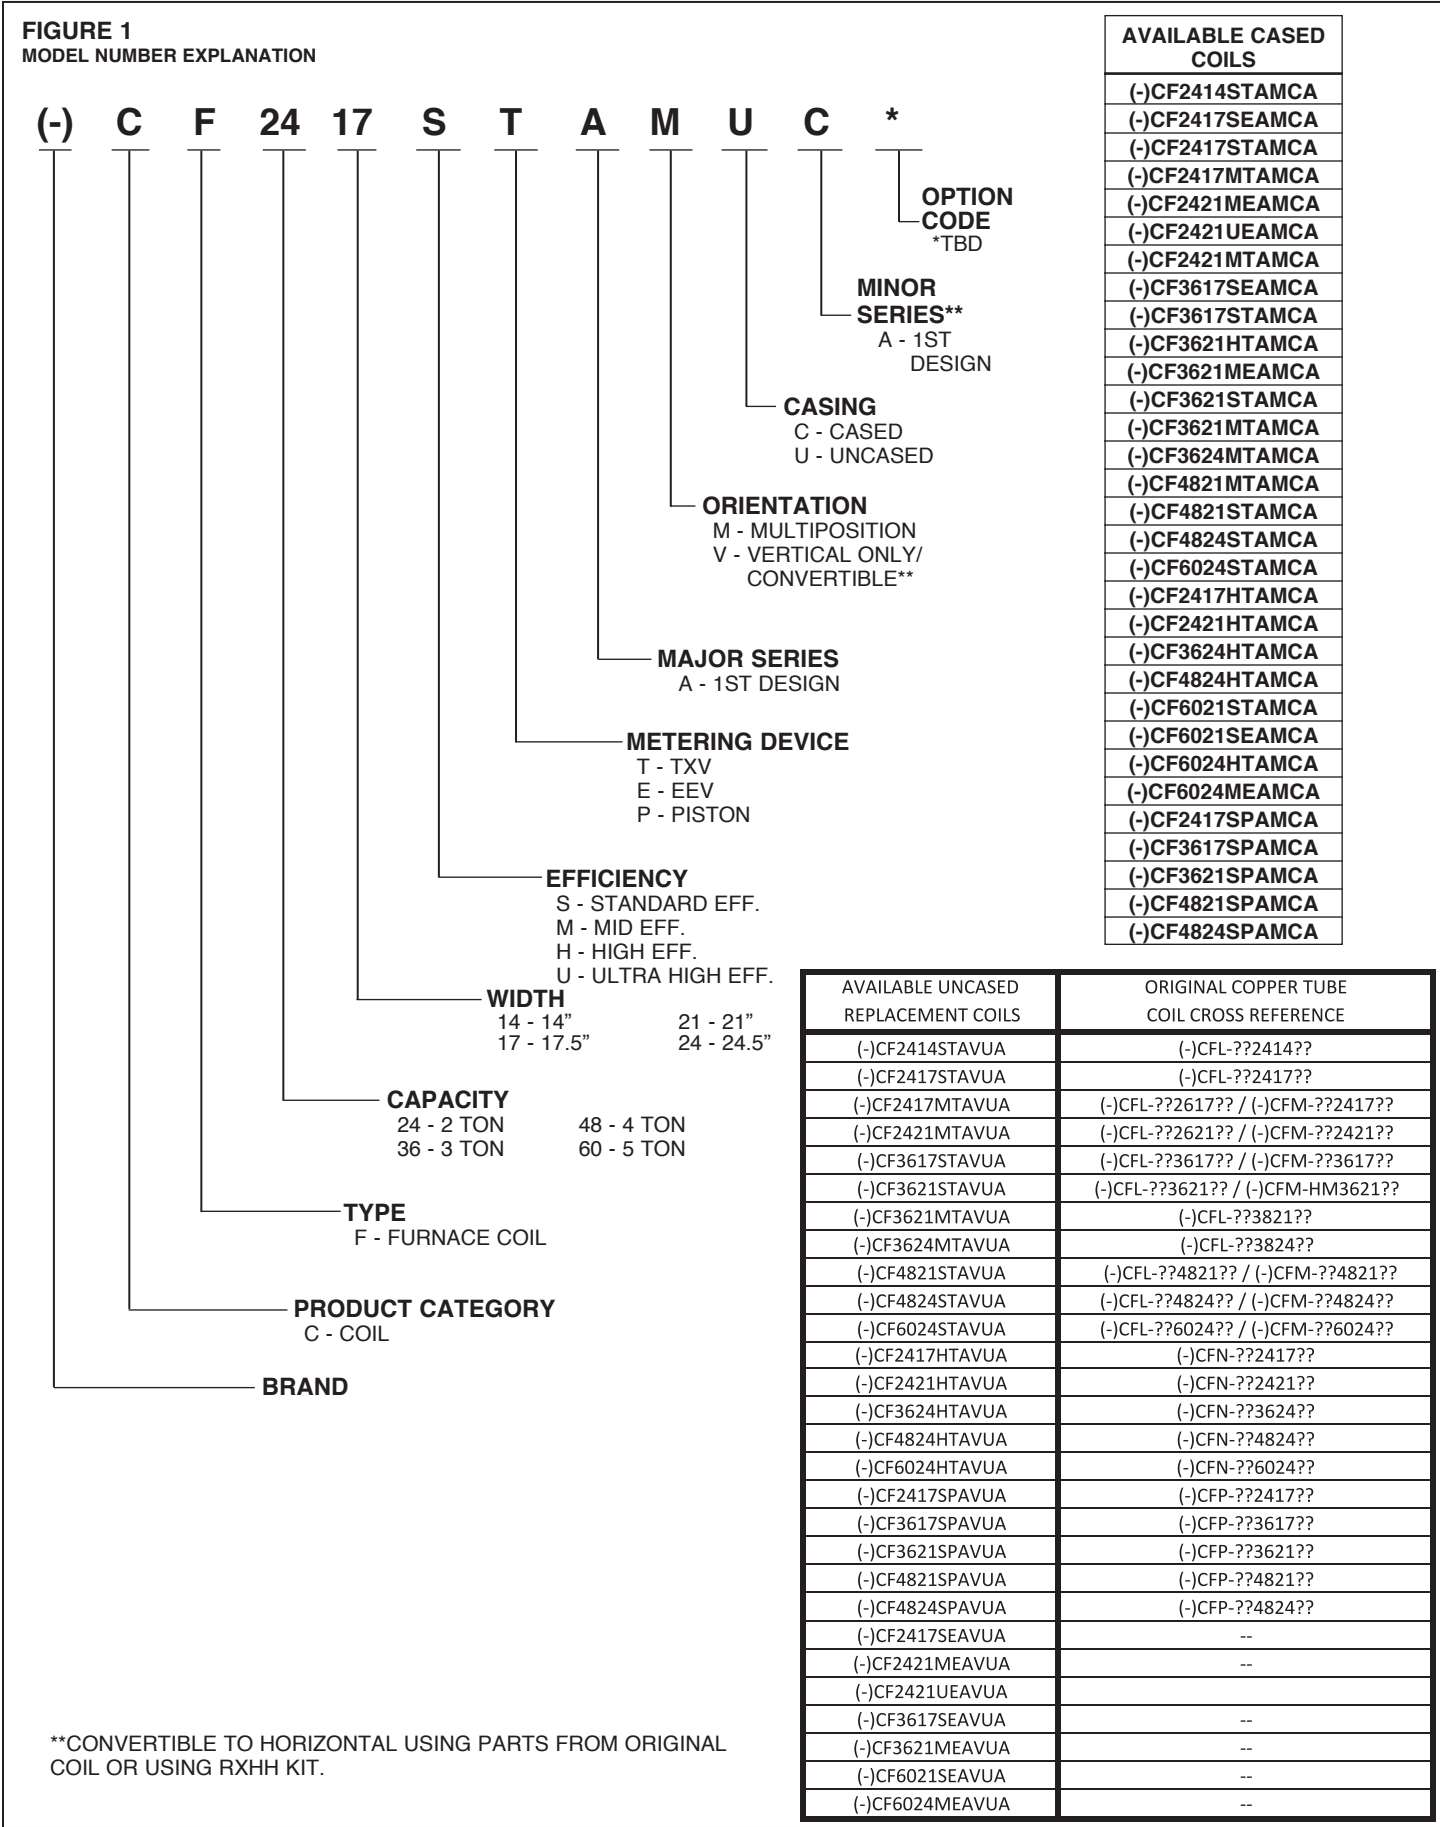 FIGURE 1
MODEL NUMBER EXPLANATION
(-) C F 24 17 S T A M U C *
OPTION
CODE
*TBD
MINOR
SERIES**
A - 1ST
DESIGN
CASING
C - CASED
U - UNCASED
ORIENTATION
M - MULTIPOSITION
V - VERTICAL ONLY/
CONVERTIBLE**
MAJOR SERIES
A - 1ST DESIGN
METERING DEVICE
T - TXV
E - EEV
P - PISTON
EFFICIENCY
S - STANDARD EFF.
M - MID EFF.
H - HIGH EFF.
U - ULTRA HIGH EFF.
WIDTH
14 - 14” 21 - 21”
17 - 17.5” 24 - 24.5”
CAPACITY
24 - 2 TON 48 - 4 TON
36 - 3 TON 60 - 5 TON
TYPE
F - FURNACE COIL
PRODUCT CATEGORY
C - COIL
BRAND
**CONVERTIBLE TO HORIZONTAL USING PARTS FROM ORIGINAL
COIL OR USING RXHH KIT.
AVAILABLE CASED
COILS
(-)CF2414STAMCA
(-)CF2417SEAMCA
(-)CF2417STAMCA
(-)CF2417MTAMCA
(-)CF2421MEAMCA
(-)CF2421UEAMCA
(-)CF2421MTAMCA
(-)CF3617SEAMCA
(-)CF3617STAMCA
(-)CF3621HTAMCA
(-)CF3621MEAMCA
(-)CF3621STAMCA
(-)CF3621MTAMCA
(-)CF3624MTAMCA
(-)CF4821MTAMCA
(-)CF4821STAMCA
(-)CF4824STAMCA
(-)CF6024STAMCA
(-)CF2417HTAMCA
(-)CF2421HTAMCA
(-)CF3624HTAMCA
(-)CF4824HTAMCA
(-)CF6021STAMCA
(-)CF6021SEAMCA
(-)CF6024HTAMCA
(-)CF6024MEAMCA
(-)CF2417SPAMCA
(-)CF3617SPAMCA
(-)CF3621SPAMCA
(-)CF4821SPAMCA
(-)CF4824SPAMCA
AVAILABLE UNCASED ORIGINAL COPPER TUBE
REPLACEMENT COILS COIL CROSS REFERENCE
(-)CF2414STAVUA (-)CFL-??2414??
(-)CF2417STAVUA (-)CFL-??2417??
(-)CF2417MTAVUA (-)CFL-??2617?? / (-)CFM-??2417??
(-)CF2421MTAVUA (-)CFL-??2621?? / (-)CFM-??2421??
(-)CF3617STAVUA (-)CFL-??3617?? / (-)CFM-??3617??
(-)CF3621STAVUA (-)CFL-??3621?? / (-)CFM-HM3621??
(-)CF3621MTAVUA (-)CFL-??3821??
(-)CF3624MTAVUA (-)CFL-??3824??
(-)CF4821STAVUA (-)CFL-??4821?? / (-)CFM-??4821??
(-)CF4824STAVUA (-)CFL-??4824?? / (-)CFM-??4824??
(-)CF6024STAVUA (-)CFL-??6024?? / (-)CFM-??6024??
(-)CF2417HTAVUA (-)CFN-??2417??
(-)CF2421HTAVUA (-)CFN-??2421??
(-)CF3624HTAVUA (-)CFN-??3624??
(-)CF4824HTAVUA (-)CFN-??4824??
(-)CF6024HTAVUA (-)CFN-??6024??
(-)CF2417SPAVUA (-)CFP-??2417??
(-)CF3617SPAVUA (-)CFP-??3617??
(-)CF3621SPAVUA (-)CFP-??3621??
(-)CF4821SPAVUA (-)CFP-??4821??
(-)CF4824SPAVUA (-)CFP-??4824??
(-)CF2417SEAVUA --
(-)CF2421MEAVUA --
(-)CF2421UEAVUA
(-)CF3617SEAVUA --
(-)CF3621MEAVUA --
(-)CF6021SEAVUA --
(-)CF6024MEAVUA --